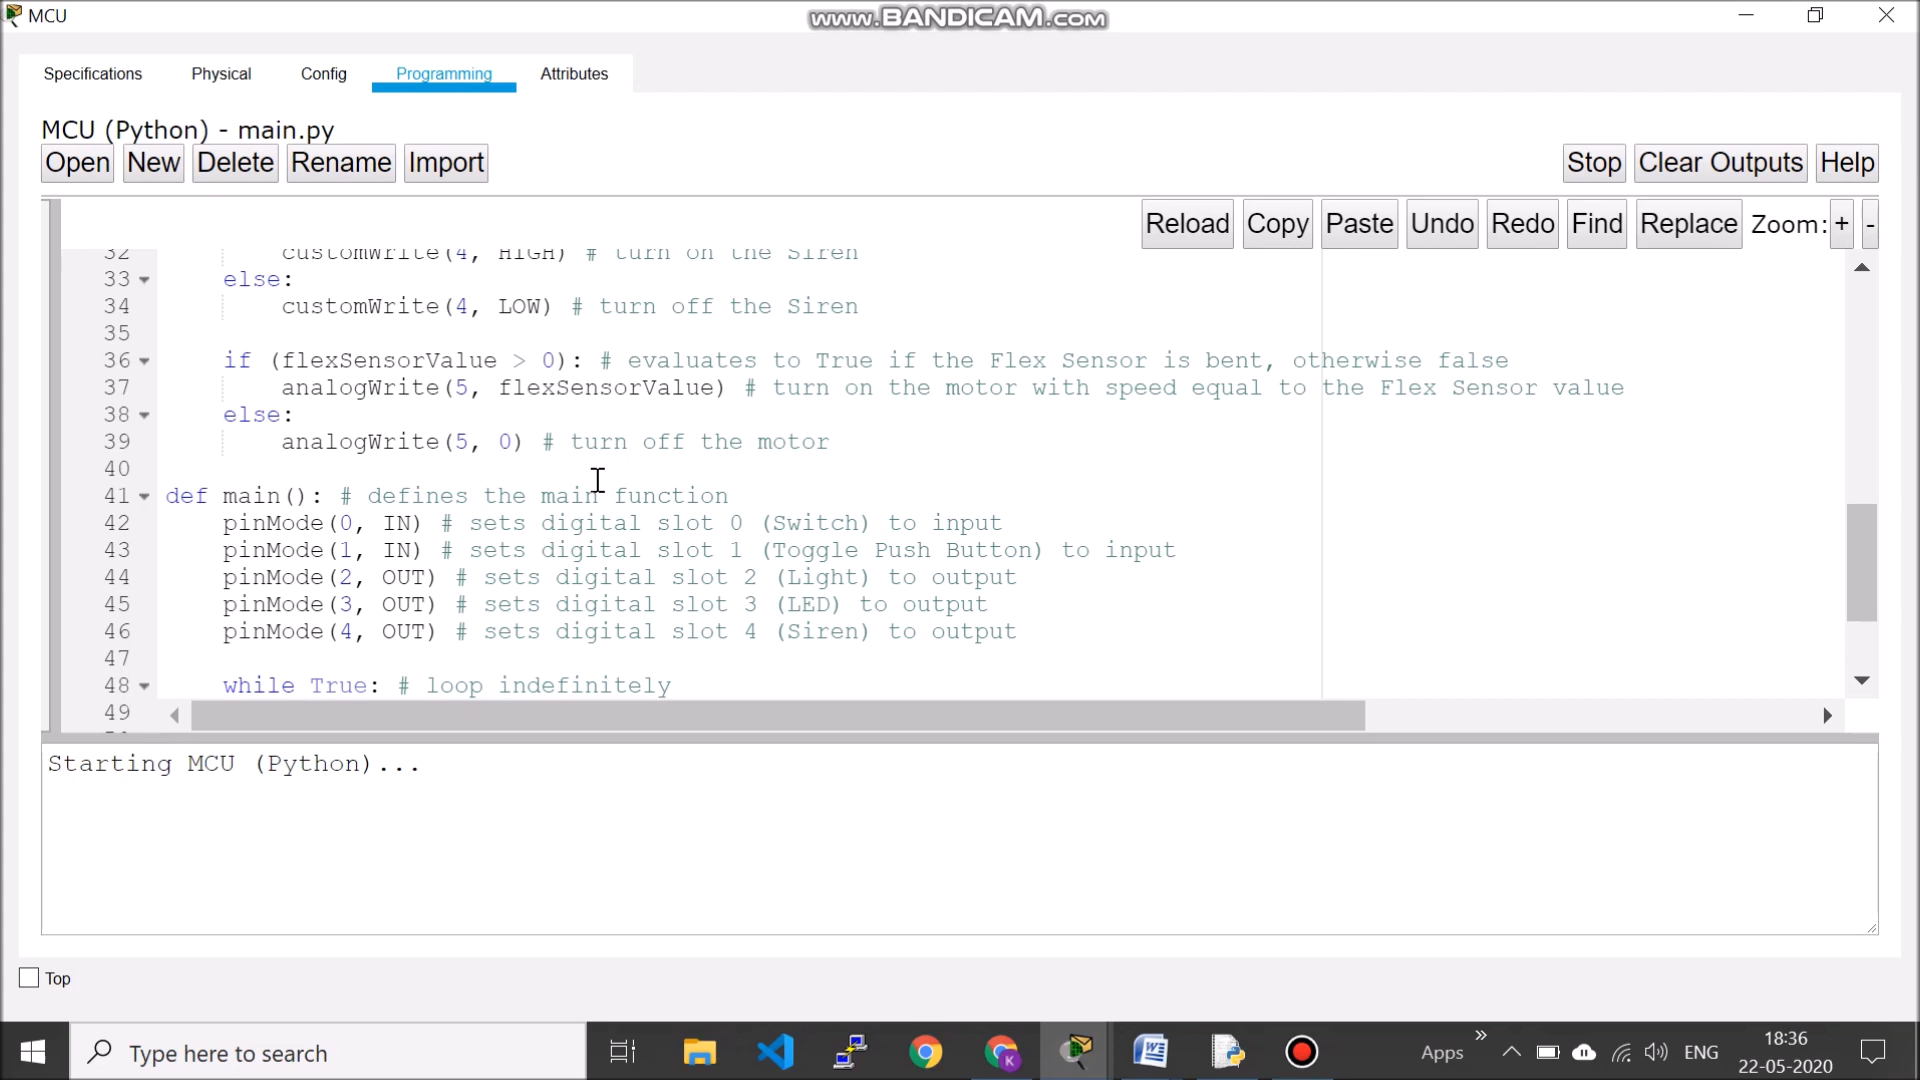 MCU
www.BANDICAM.com
Specifications Physical Config Programming Attributes
MCU (Python) - main.py
Open New Delete Rename Import Stop Clear Outputs Help
Reload Copy Paste Undo Redo Find Replace Zoom: + -
32 customWrite(4, HIGH) # turn on the Siren
33 else:
34 customWrite(4, LOW) # turn off the Siren
35
36 if (flexSensorValue > 0): # evaluates to True if the Flex Sensor is bent, otherwise false
37 analogWrite(5, flexSensorValue) # turn on the motor with speed equal to the Flex Sensor value
38 else:
39 analogWrite(5, 0) # turn off the motor
40
41 def main(): # defines the main function
42 pinMode(0, IN) # sets digital slot 0 (Switch) to input
43 pinMode(1, IN) # sets digital slot 1 (Toggle Push Button) to input
44 pinMode(2, OUT) # sets digital slot 2 (Light) to output
45 pinMode(3, OUT) # sets digital slot 3 (LED) to output
46 pinMode(4, OUT) # sets digital slot 4 (Siren) to output
47
48 while True: # loop indefinitely
49
Starting MCU (Python)...
Top
Type here to search
Apps ENG 18:36
22-05-2020